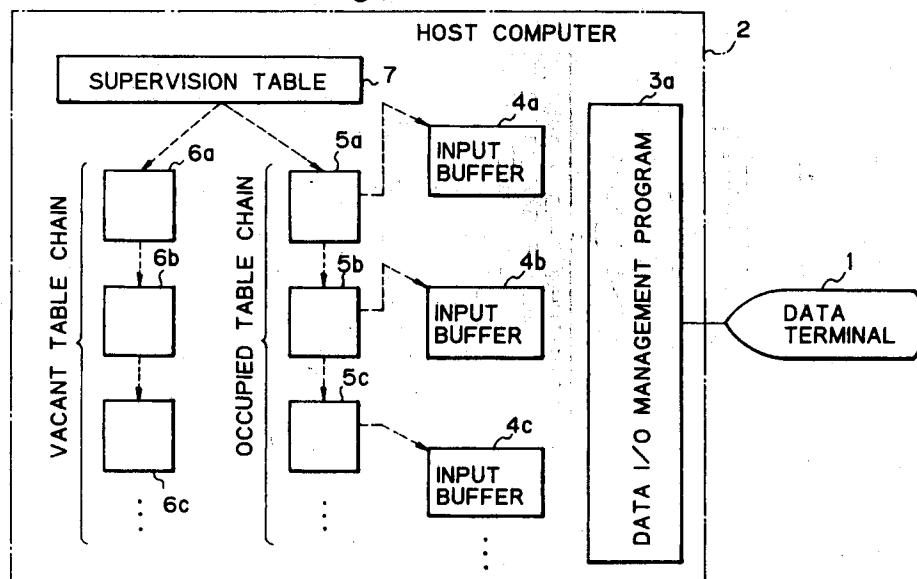 HOST COMPUTER
2
SUPERVISION TABLE
7
3a
4a
INPUT
BUFFER
6a
5a
VACANT TABLE CHAIN
OCCUPIED TABLE CHAIN
6b
5b
4b
INPUT
BUFFER
DATA I/O MANAGEMENT PROGRAM
1
DATA
TERMINAL
5c
4c
INPUT
BUFFER
6c